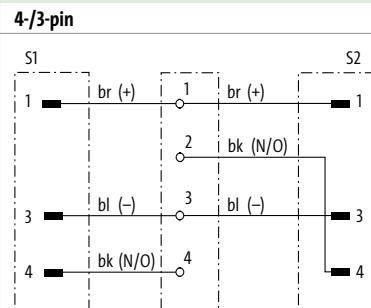 4-/3-pin
S1 S2
1 br (+) 1 br (+) 1
2 bk (N/O)
3 bl (–) 3 bl (–) 3
4 bk (N/O) 4 4